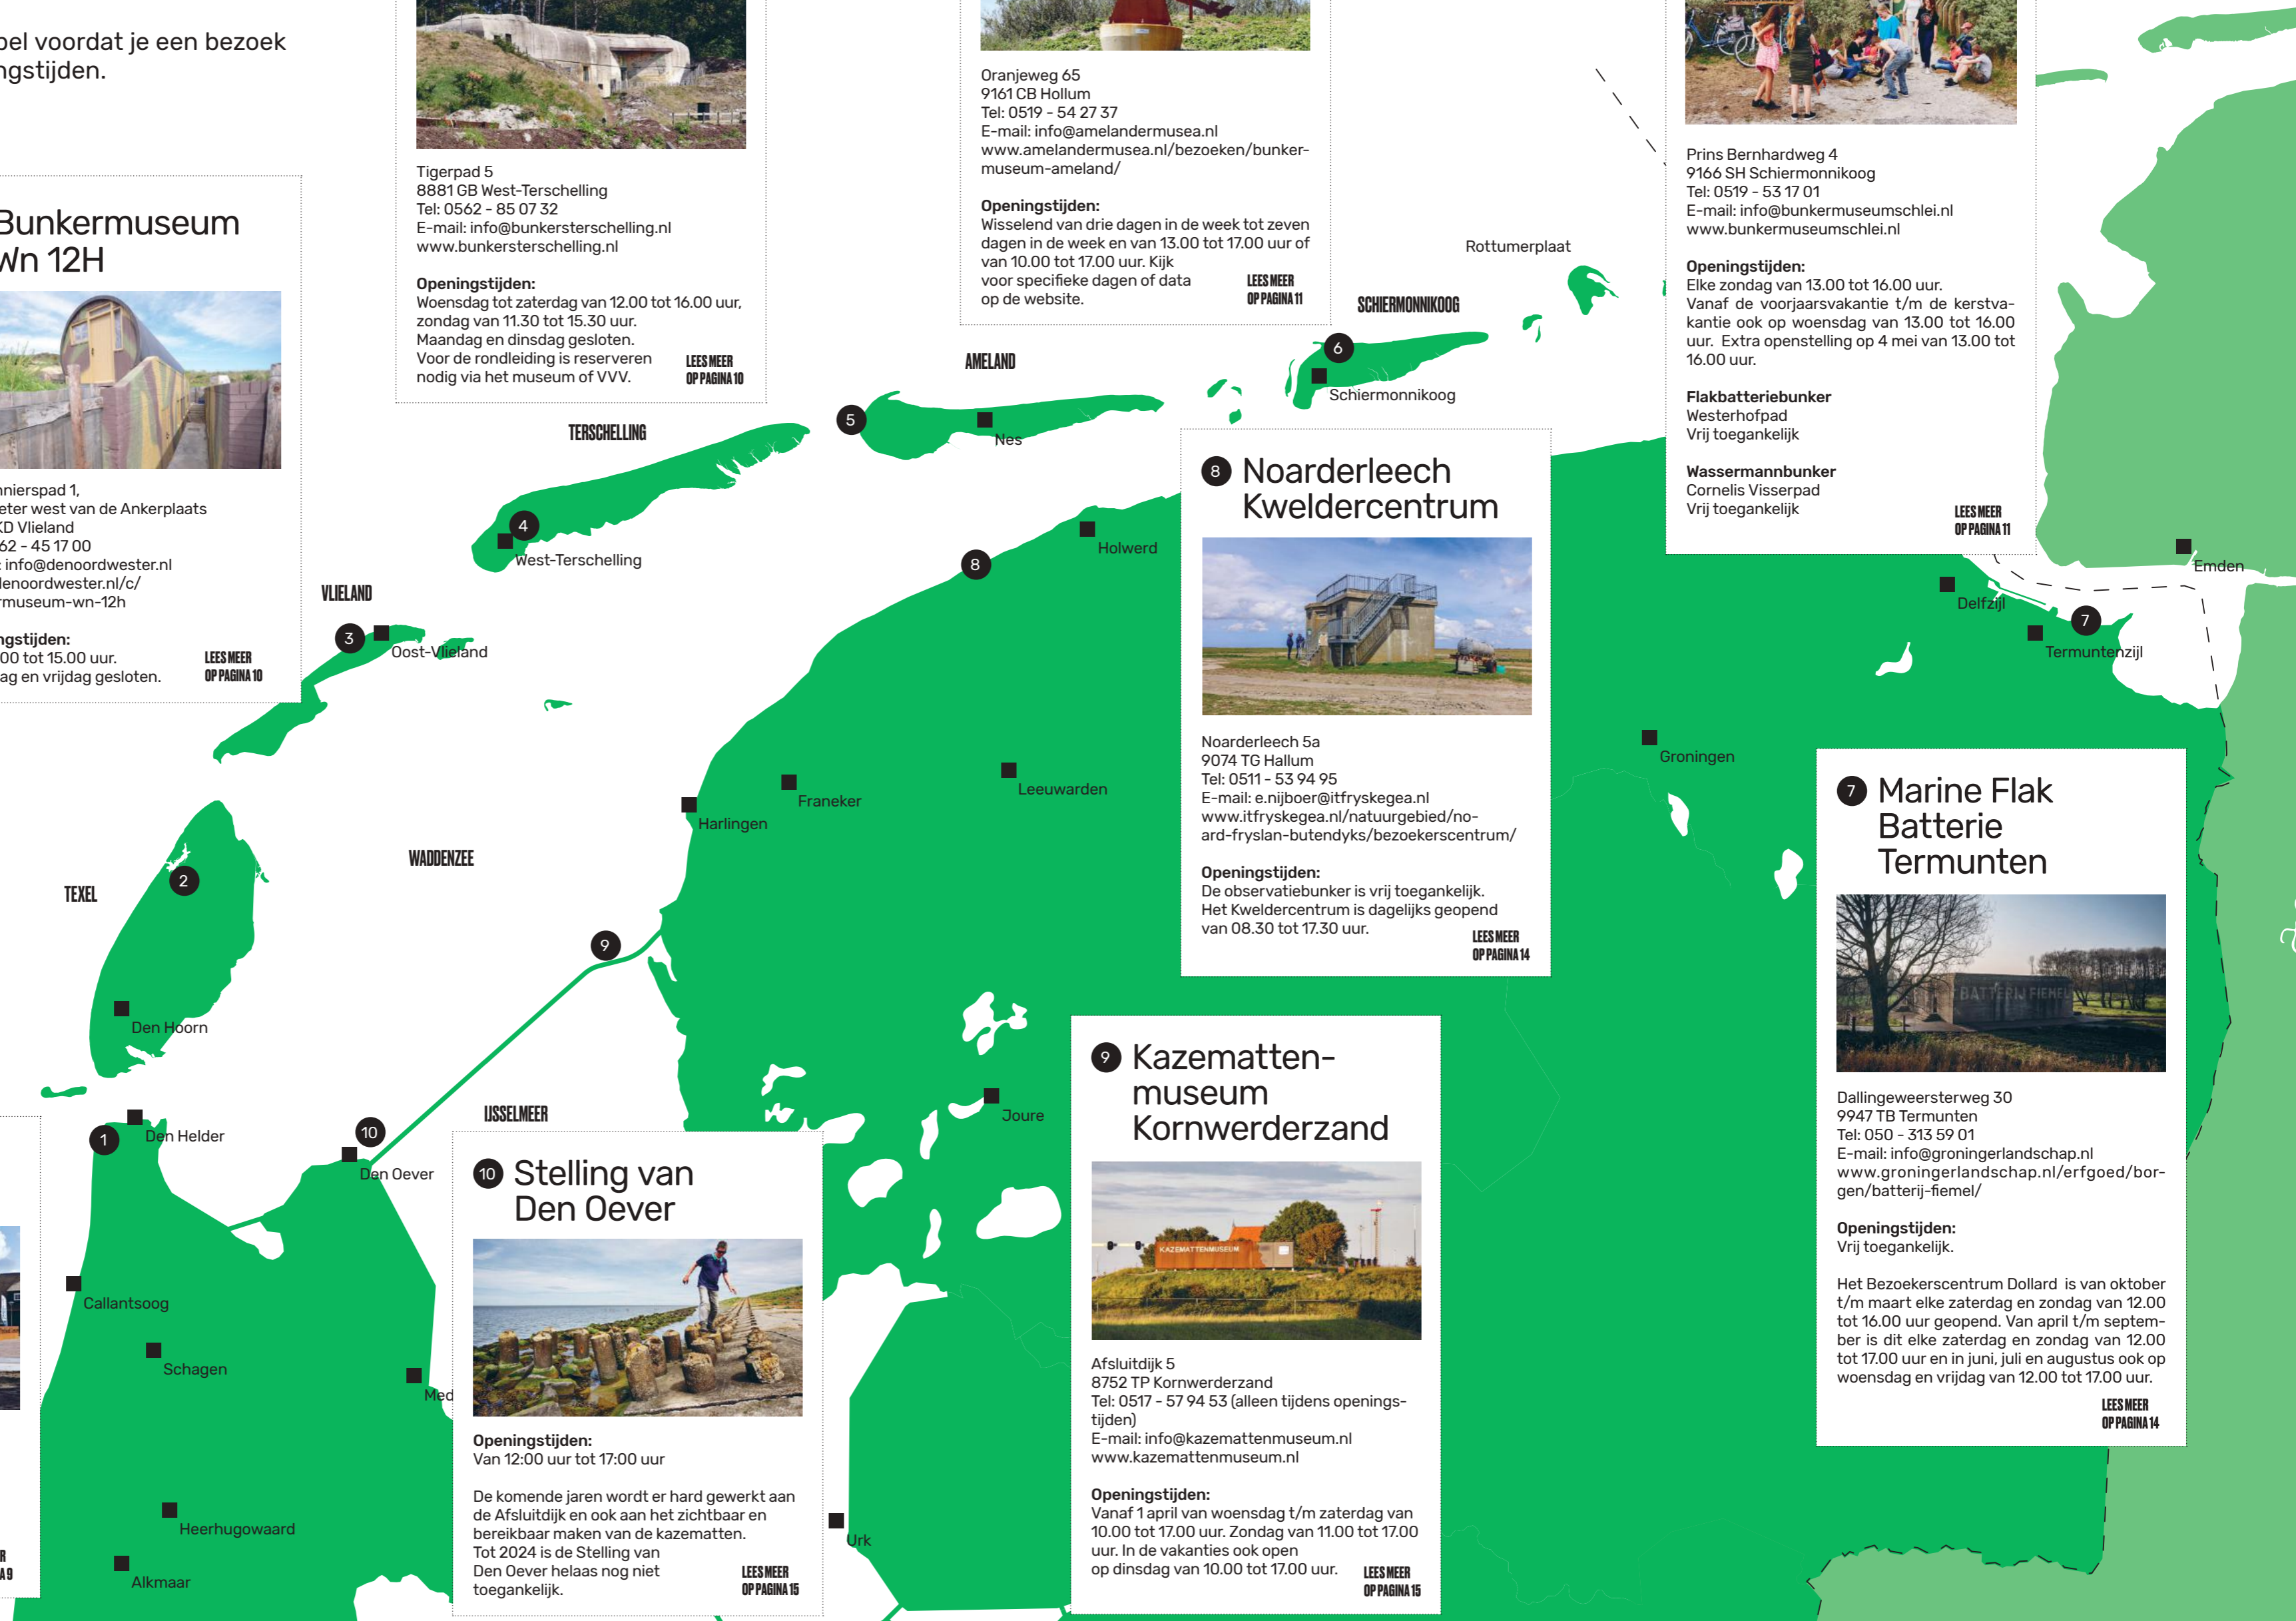 voordat je een bezoek
Bunkermuseum
Wn 12H
west van de Ankerplaats
Vlieland
45 17 00
info@denoordwester.nl
tot 15.00 uur.
en vrijdag gesloten.
LEES MEER
OP PAGINA 10
Tigerpad 5
8881 GB West-Terschelling
Tel: 0562 - 85 07 32
E-mail: info@bunkersterschelling.nl
www.bunkersterschelling.nl
Openingstijden:
Woensdag tot zaterdag van 12.00 tot 16.00 uur,
zondag van 11.30 tot 15.30 uur.
Maandag en dinsdag gesloten.
Voor de rondleiding is reserveren
nodig via het museum of VVV.
LEES MEER
OP PAGINA 10
Oranjeweg 65
9161 CB Hollum
Tel: 0519 - 54 27 37
E-mail: info@amelandermusea.nl
www.amelandermusea.nl/bezoeken/bunker-
museum-ameland/
Openingstijden:
Wisselend van drie dagen in de week tot zeven
dagen in de week en van 13.00 tot 17.00 uur of
van 10.00 tot 17.00 uur. Kijk
voor specifieke dagen of data
op de website.
LEES MEER
OP PAGINA 11
Prins Bernhardweg 4
9166 SH Schiermonnikoog
Tel: 0519 - 53 17 01
E-mail: info@bunkermuseumschlei.nl
www.bunkermuseumschlei.nl
Openingstijden:
Elke zondag van 13.00 tot 16.00 uur.
Vanaf de voorjaarsvakantie t/m de kerstva-
kantie ook op woensdag van 13.00 tot 16.00
uur. Extra openstelling op 4 mei van 13.00 tot
16.00 uur.
Flakbatteriebunker
Westerhofpad
Vrij toegankelijk
Wassermannbunker
Cornelis Visserpad
Vrij toegankelijk
LEES MEER
OP PAGINA 11
Rottumerplaat
SCHIERMONNIKOOG
6
Schiermonnikoog
AMELAND
5
Nes
TERSCHELLING
4
West-Terschelling
VLIELAND
3
Oost-Vlieland
Holwerd
8
8 Noarderleech
Kweldercentrum
Noarderleech 5a
9074 TG Hallum
Tel: 0511 - 53 94 95
E-mail: e.nijboer@itfryskegea.nl
www.itfryskegea.nl/natuurgebied/no-
ard-fryslan-butendyks/bezoekerscentrum/
Openingstijden:
De observatiebunker is vrij toegankelijk.
Het Kweldercentrum is dagelijks geopend
van 08.30 tot 17.30 uur.
LEES MEER
OP PAGINA 14
Emden
Delfzijl
7
Termuntenzijl
Groningen
Leeuwarden
Franeker
Harlingen
WADDENZEE
TEXEL
2
9
Den Hoorn
7 Marine Flak
Batterie
Termunten
BATTERIJ FIEMEL
Dallingeweersterweg 30
9947 TB Termunten
Tel: 050 - 313 59 01
E-mail: info@groningerlandschap.nl
www.groningerlandschap.nl/erfgoed/bor-
gen/batterij-fiemel/
Openingstijden:
Vrij toegankelijk.
Het Bezoekerscentrum Dollard is van oktober
t/m maart elke zaterdag en zondag van 12.00
tot 16.00 uur geopend. Van april t/m septem-
ber is dit elke zaterdag en zondag van 12.00
tot 17.00 uur en in juni, juli en augustus ook op
woensdag en vrijdag van 12.00 tot 17.00 uur.
LEES MEER
OP PAGINA 14
9 Kazematten-
museum
Kornwerderzand
KAZEMATTENMUSEUM
Afsluitdijk 5
8752 TP Kornwerderzand
Tel: 0517 - 57 94 53 (alleen tijdens openings-
tijden)
E-mail: info@kazemattenmuseum.nl
www.kazemattenmuseum.nl
Openingstijden:
Vanaf 1 april van woensdag t/m zaterdag van
10.00 tot 17.00 uur. Zondag van 11.00 tot 17.00
uur. In de vakanties ook open
op dinsdag van 10.00 tot 17.00 uur.
LEES MEER
OP PAGINA 15
Joure
IJSSELMEER
1
Den Helder
10
Den Oever
10 Stelling van
Den Oever
Openingstijden:
Van 12:00 uur tot 17:00 uur
De komende jaren wordt er hard gewerkt aan
de Afsluitdijk en ook aan het zichtbaar en
bereikbaar maken van de kazematten.
Tot 2024 is de Stelling van
Den Oever helaas nog niet
toegankelijk.
LEES MEER
OP PAGINA 15
Callantsoog
Schagen
Med
Heerhugowaard
Alkmaar
Urk